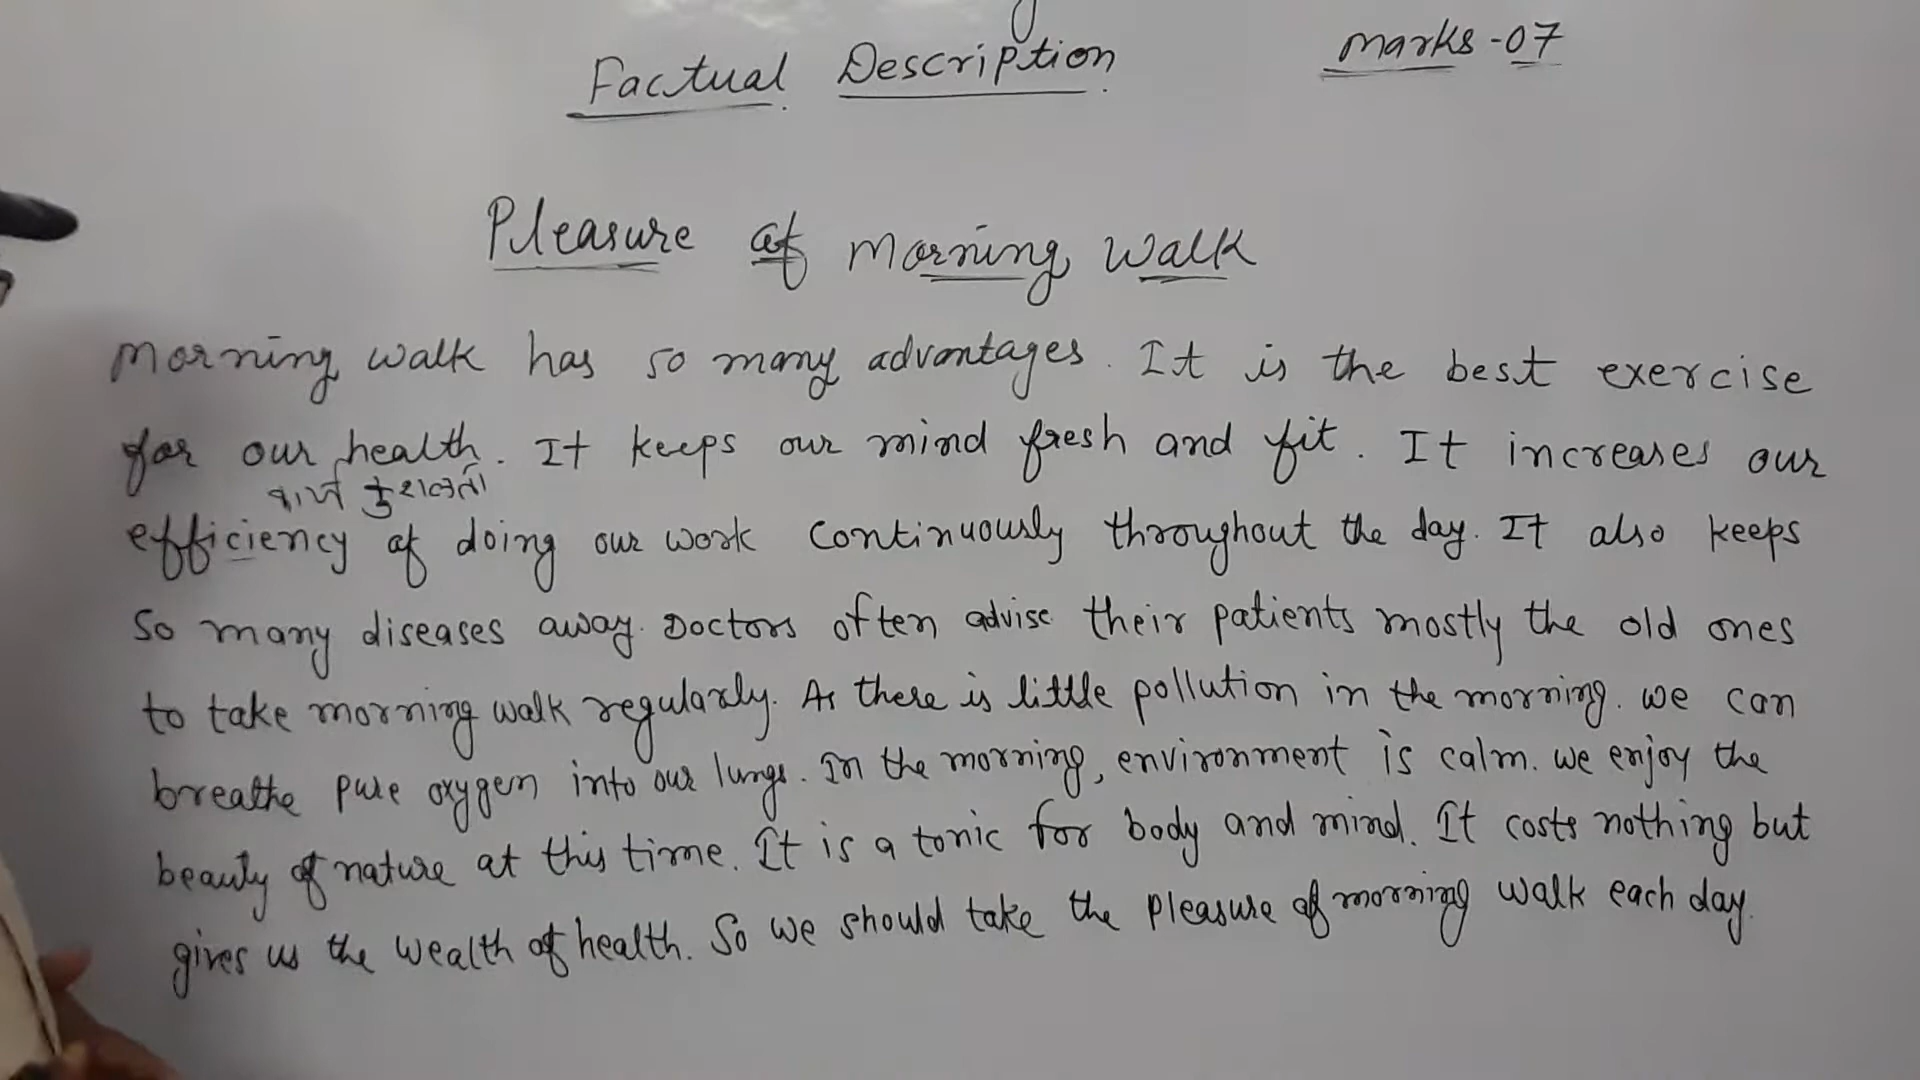 Factual Description
Marks-07
Pleasure of Morning Walk
Morning walk has so many advantages. It is the best exercise
for our health. It keeps our mind fresh and fit. It increases our
efficiency of doing our work continuously throughout the day. It also keeps
so many diseases away. Doctors often advise their patients mostly the old ones
to take morning walk regularly. As there is little pollution in the morning. we can
breathe pure oxygen into our lungs. In the morning, environment is calm. we enjoy the
beauty of nature at this time. It is a tonic for body and mind. It costs nothing but
gives us the wealth of health. So we should take the pleasure of morning walk each day.